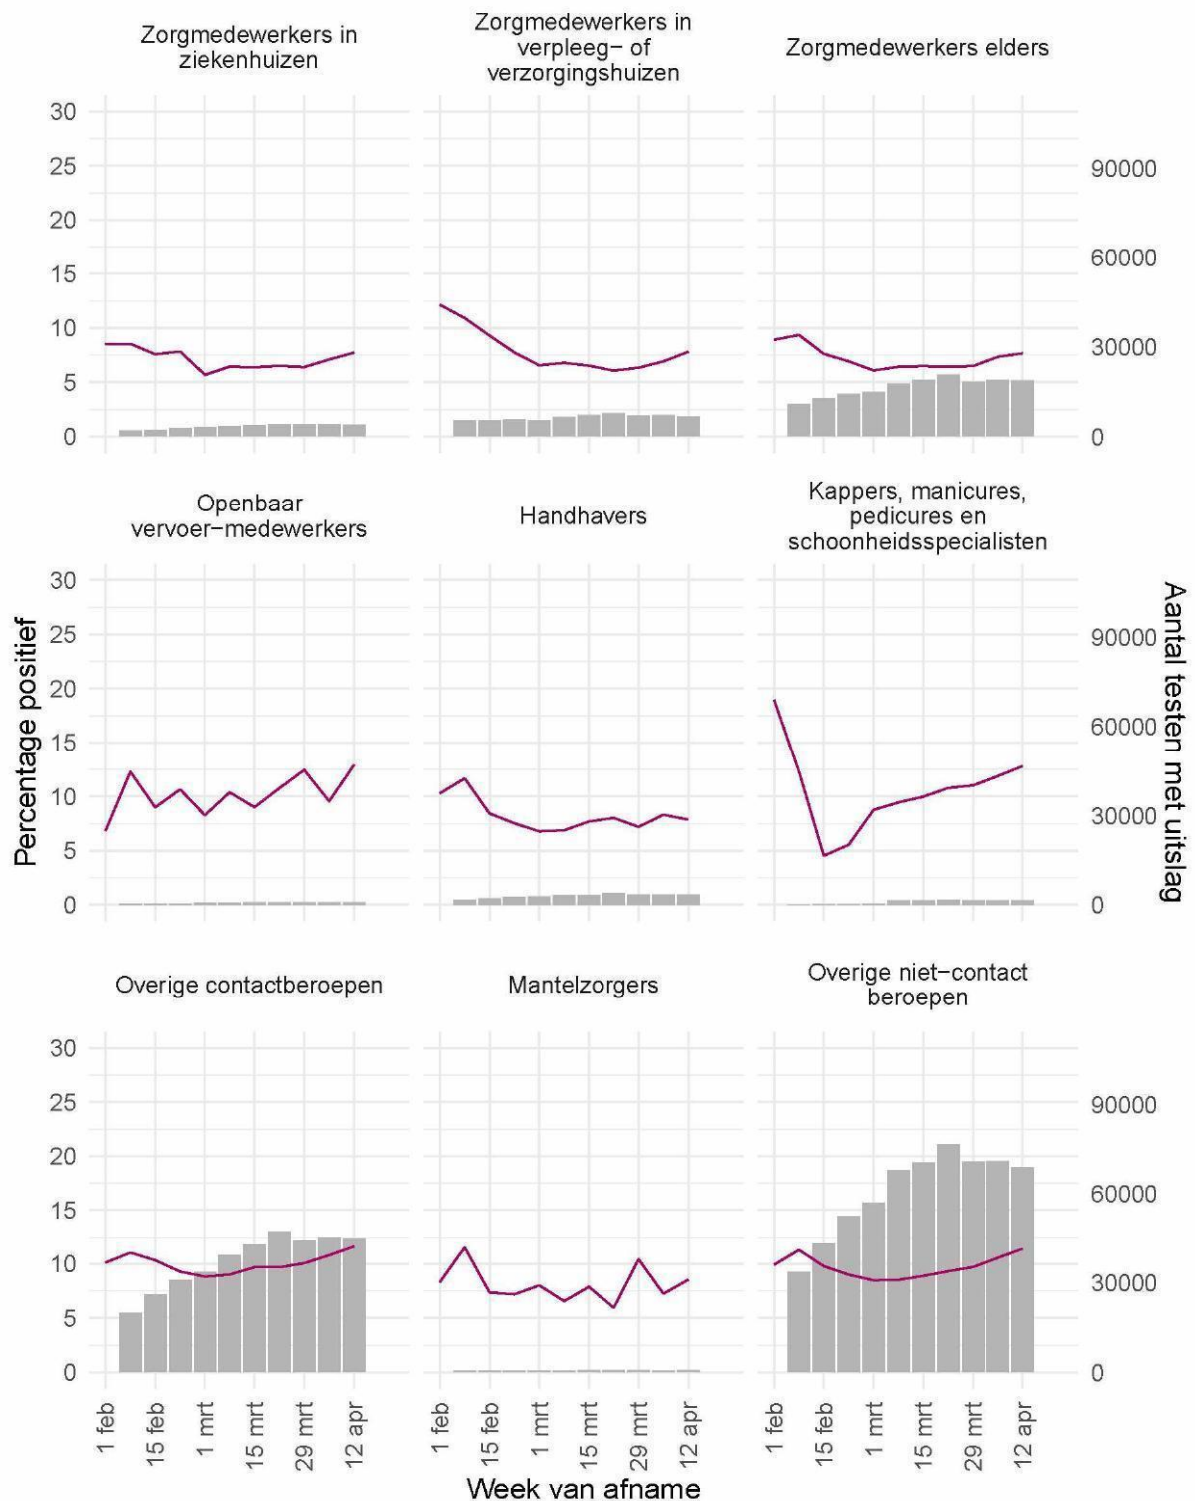 Zorgmedewerkers in
ziekenhuizen
Zorgmedewerkers in
verpleeg- of
verzorgingshuizen
Zorgmedewerkers elders
30
25
20
15
10
5
0
90000
60000
30000
0
Openbaar
vervoer-medewerkers
Handhavers
Kappers, manicures,
pedicures en
schoonheidsspecialisten
30
25
20
15
10
5
0
90000
60000
30000
0
Percentage positief
Aantal testen met uitslag
Overige contactberoepen
Mantelzorgers
Overige niet-contact
beroepen
30
25
20
15
10
5
0
90000
60000
30000
0
1 feb
15 feb
1 mrt
15 mrt
29 mrt
12 apr
1 feb
15 feb
1 mrt
15 mrt
29 mrt
12 apr
1 feb
15 feb
1 mrt
15 mrt
29 mrt
12 apr
Week van afname